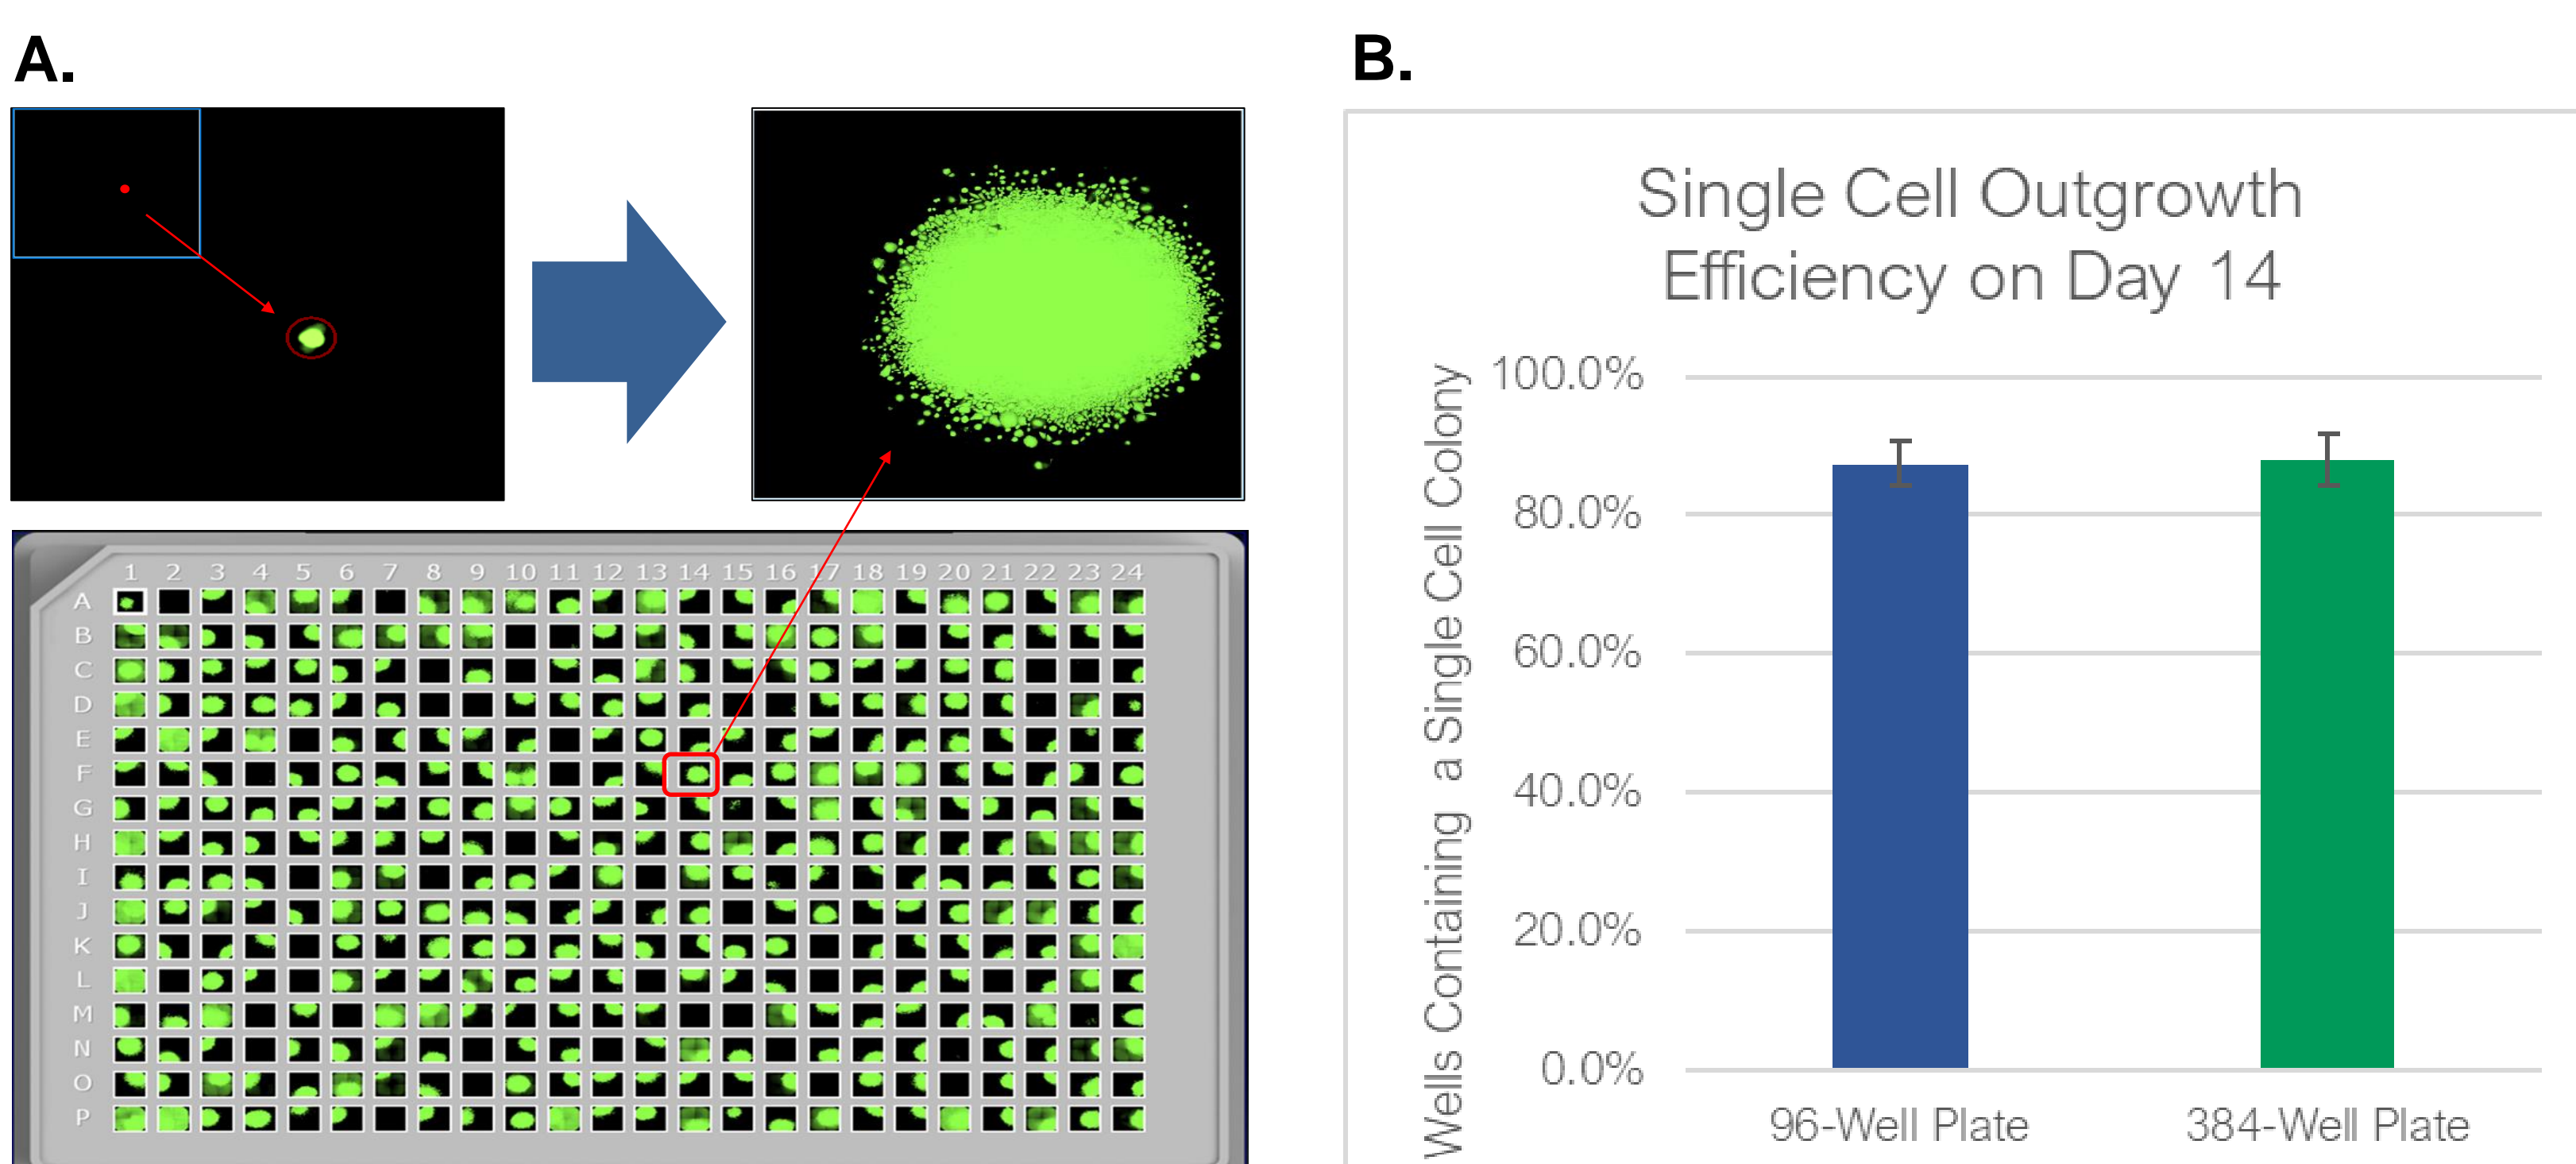 A.
1 2 3 4 5 6 7 8 9 10 11 12 13 14 15 16 17 18 19 20 21 22 23 24
A
B
C
D
E
F
G
H
I
J
K
L
M
N
O
P
B.
Single Cell Outgrowth
Efficiency on Day 14
Wells Containing a Single Cell Colony
100.0%
80.0%
60.0%
40.0%
20.0%
0.0%
96-Well Plate
384-Well Plate